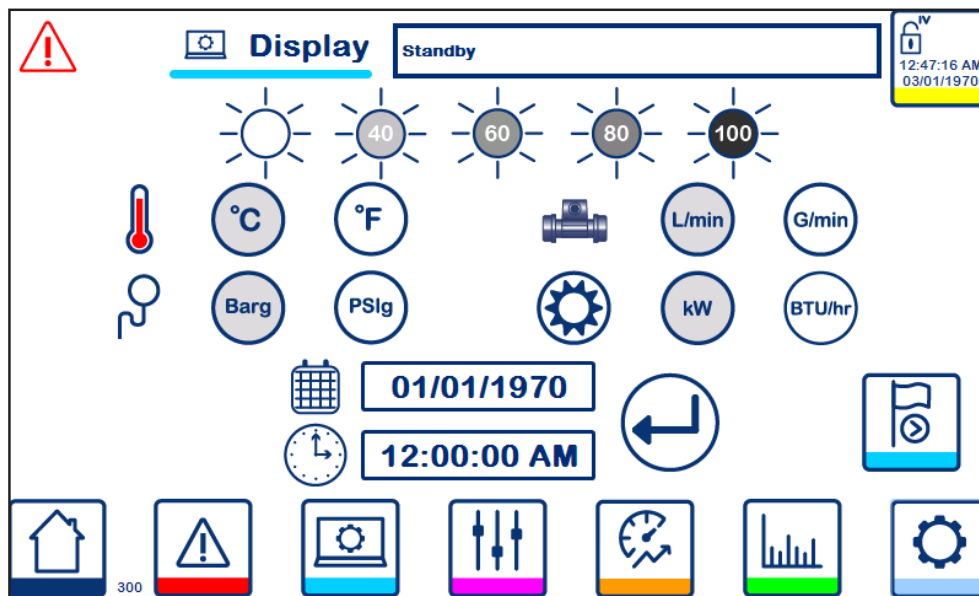 Display
Standby
IV
12:47:16 AM
03/01/1970
40 60 80 100
°C °F L/min G/min
Barg PSIg kW BTU/hr
01/01/1970
12:00:00 AM
300